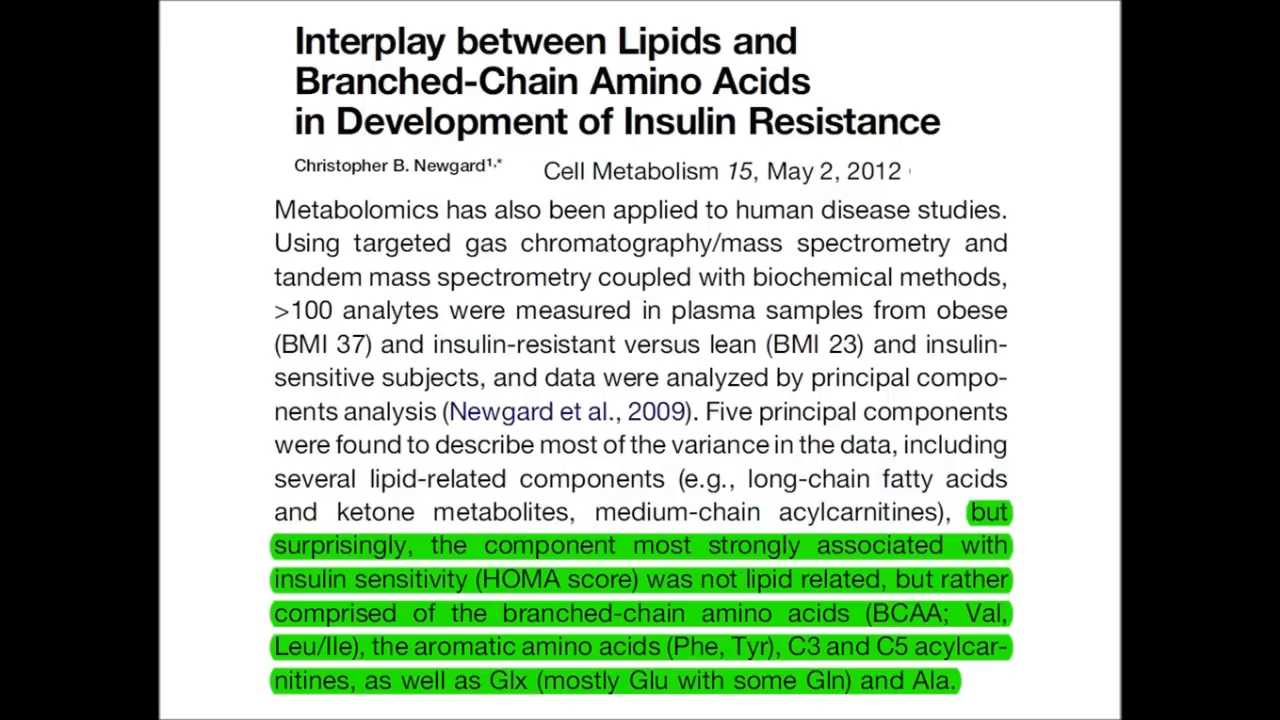 Interplay between Lipids and
Branched-Chain Amino Acids
in Development of Insulin Resistance
Christopher B. Newgard1,* Cell Metabolism 15, May 2, 2012
Metabolomics has also been applied to human disease studies.
Using targeted gas chromatography/mass spectrometry and
tandem mass spectrometry coupled with biochemical methods,
>100 analytes were measured in plasma samples from obese
(BMI 37) and insulin-resistant versus lean (BMI 23) and insulin-
sensitive subjects, and data were analyzed by principal compo-
nents analysis (Newgard et al., 2009). Five principal components
were found to describe most of the variance in the data, including
several lipid-related components (e.g., long-chain fatty acids
and ketone metabolites, medium-chain acylcarnitines), but
surprisingly, the component most strongly associated with
insulin sensitivity (HOMA score) was not lipid related, but rather
comprised of the branched-chain amino acids (BCAA; Val,
Leu/Ile), the aromatic amino acids (Phe, Tyr), C3 and C5 acylcar-
nitines, as well as Glx (mostly Glu with some Gln) and Ala.